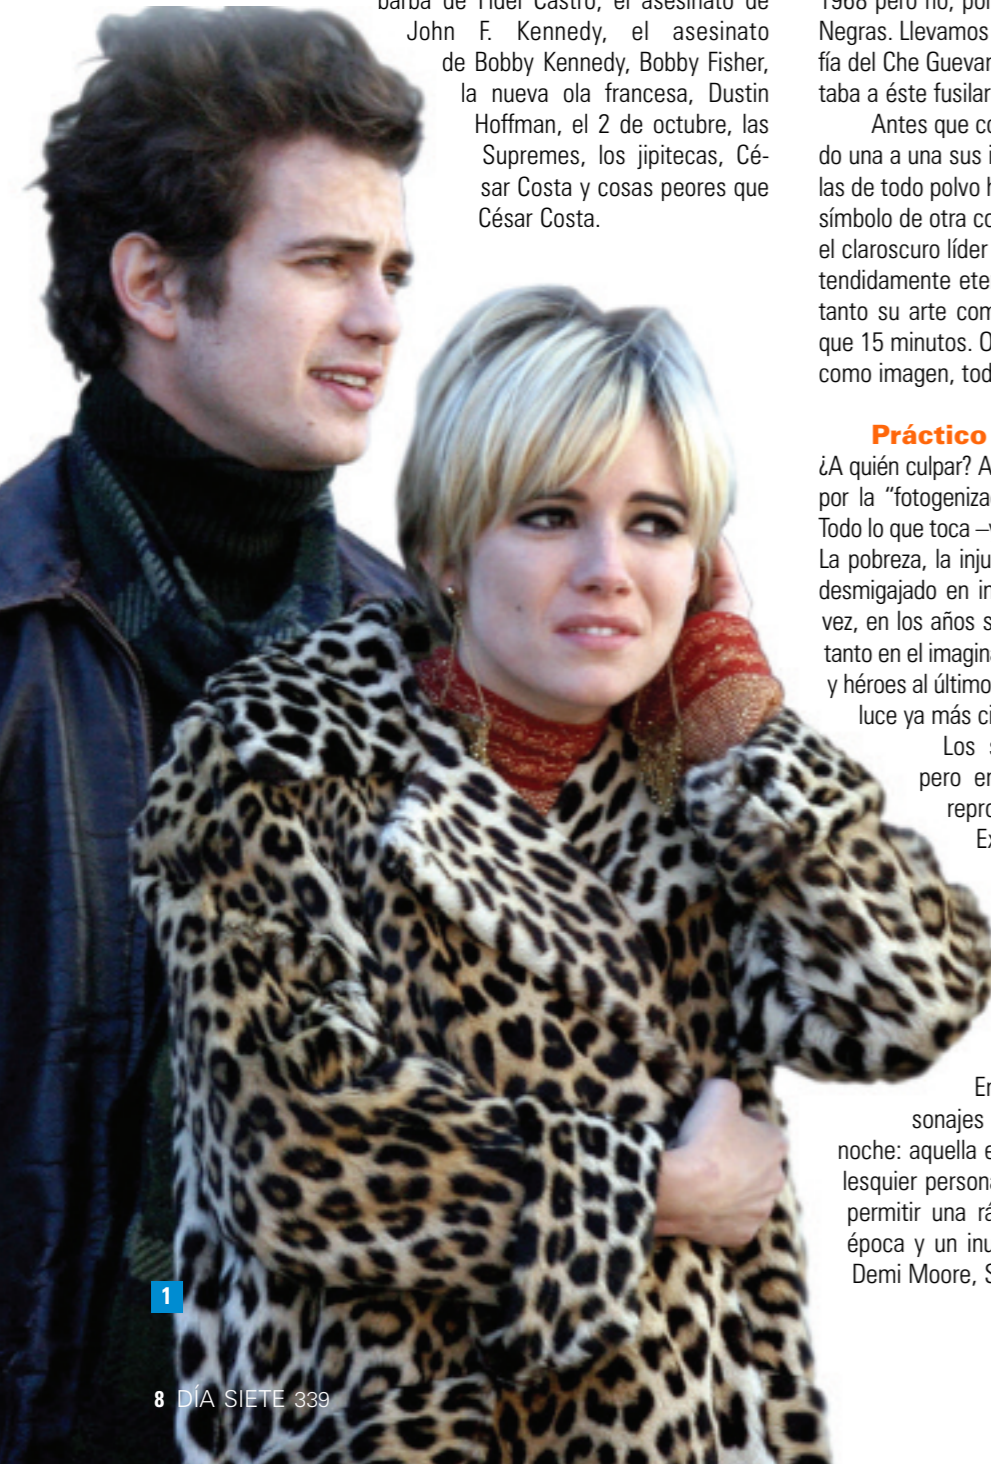 barba de Fidel Castro, el asesinato de
John F. Kennedy, el asesinato
de Bobby Kennedy, Bobby Fisher,
la nueva ola francesa, Dustin
Hoffman, el 2 de octubre, las
Supremes, los jipitecas, Cé-
sar Costa y cosas peores que
César Costa.
1968 pero no, por
Negras. Llevamos
fía del Che Guevar
taba a éste fusilar
Antes que co
do una a una sus i
las de todo polvo h
símbolo de otra co
el claroscuro líder
tendidamente ete
tanto su arte com
que 15 minutos. O
como imagen, tod
Práctico
¿A quién culpar? A
por la “fotogeniza
Todo lo que toca –v
La pobreza, la inju
desmigajado en in
vez, en los años s
tanto en el imagina
y héroes al último
luce ya más ci
Los s
pero en
repro
Ex
En
sonajes
noche: aquella e
lesquier persona
permitir una rá
época y un inu
Demi Moore, S
1
8 DÍA SIETE 339